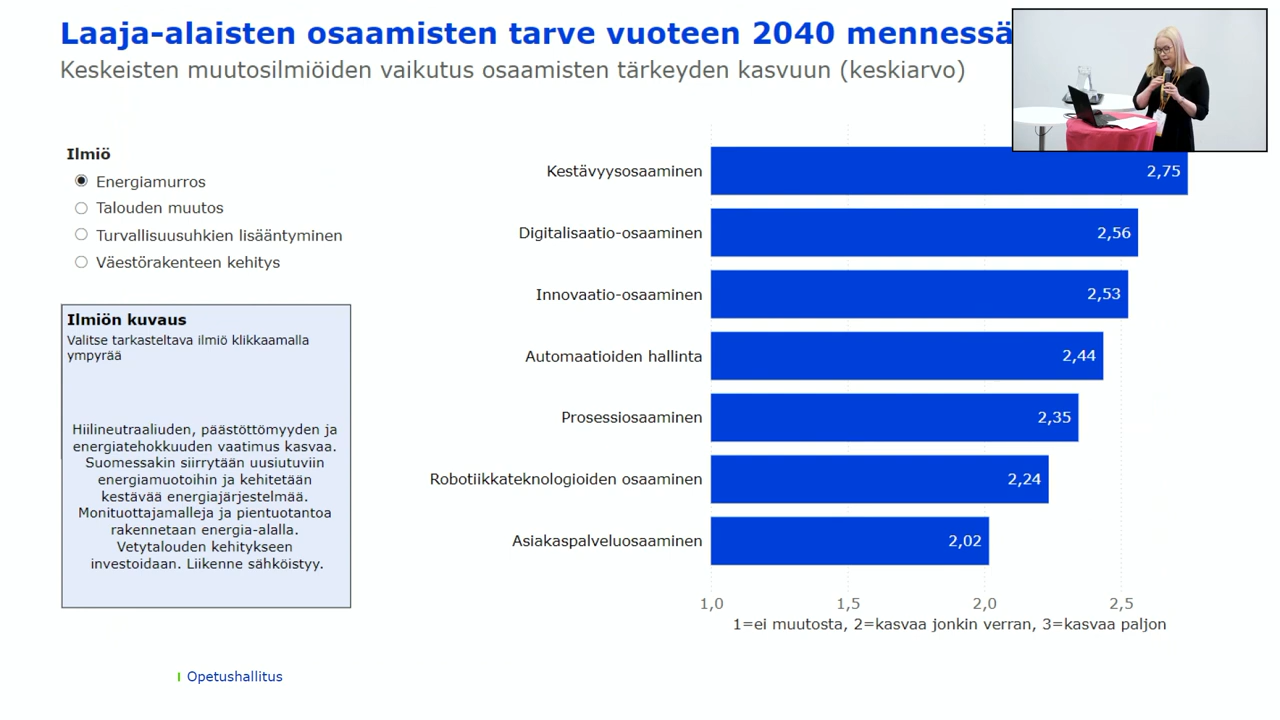 Laaja-alaisten osaamisten tarve vuoteen 2040 mennessä
Keskeisten muutosilmiöiden vaikutus osaamisten tärkeyden kasvuun (keskiarvo)
Ilmiö
Energiamurros
Talouden muutos
Turvallisuusuhkien lisääntyminen
Väestörakenteen kehitys
Ilmiön kuvaus
Valitse tarkasteltava ilmiö klikkaamalla
ympyrää
Hiilineutraaliuden, päästöttömyyden ja
energiatehokkuuden vaatimus kasvaa.
Suomessakin siirrytään uusiutuviin
energiamuotoihin ja kehitetään
kestävää energiajärjestelmää.
Monituottajamalleja ja pientuotantoa
rakennetaan energia-alalla.
Vetytalouden kehitykseen
investoidaan. Liikenne sähköistyy.
Kestävyysosaaminen 2,75
Digitalisaatio-osaaminen 2,56
Innovaatio-osaaminen 2,53
Automaatioiden hallinta 2,44
Prosessiosaaminen 2,35
Robotiikkateknologioiden osaaminen 2,24
Asiakaspalveluosaaminen 2,02
1,0 1,5 2,0 2,5
1=ei muutosta, 2=kasvaa jonkin verran, 3=kasvaa paljon
Opetushallitus